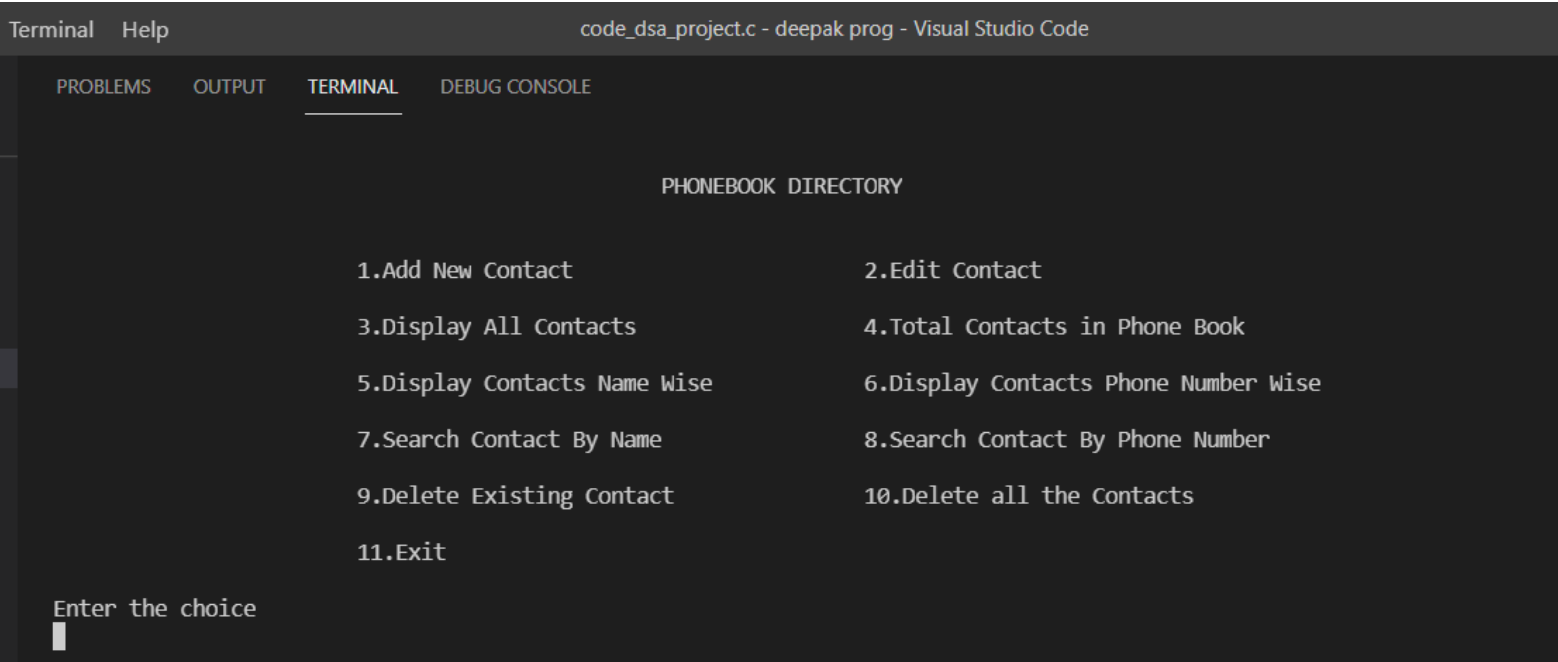 Terminal Help code_dsa_project.c - deepak prog - Visual Studio Code
PROBLEMS OUTPUT TERMINAL DEBUG CONSOLE
PHONEBOOK DIRECTORY
1.Add New Contact 2.Edit Contact
3.Display All Contacts 4.Total Contacts in Phone Book
5.Display Contacts Name Wise 6.Display Contacts Phone Number Wise
7.Search Contact By Name 8.Search Contact By Phone Number
9.Delete Existing Contact 10.Delete all the Contacts
11.Exit
Enter the choice